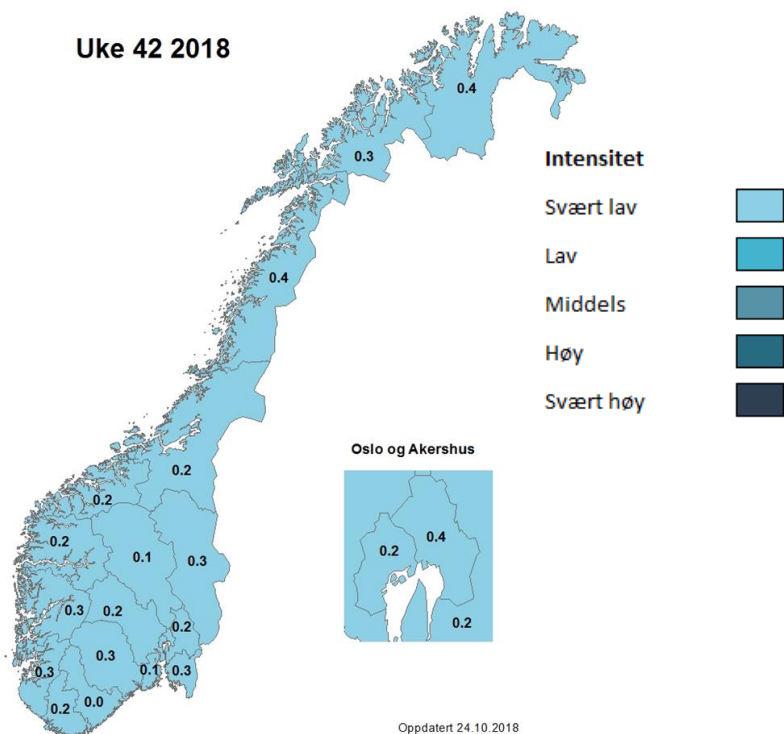 Uke 42 2018
0.4
0.3
Intensitet
Svært lav
Lav
0.4
Middels
Høy
Svært høy
Oslo og Akershus
0.2
0.2
0.2
0.1
0.3
0.2
0.4
0.3
0.2
0.2
0.2
0.3
0.3
0.1
0.3
0.2
0.0
Oppdatert 24.10.2018